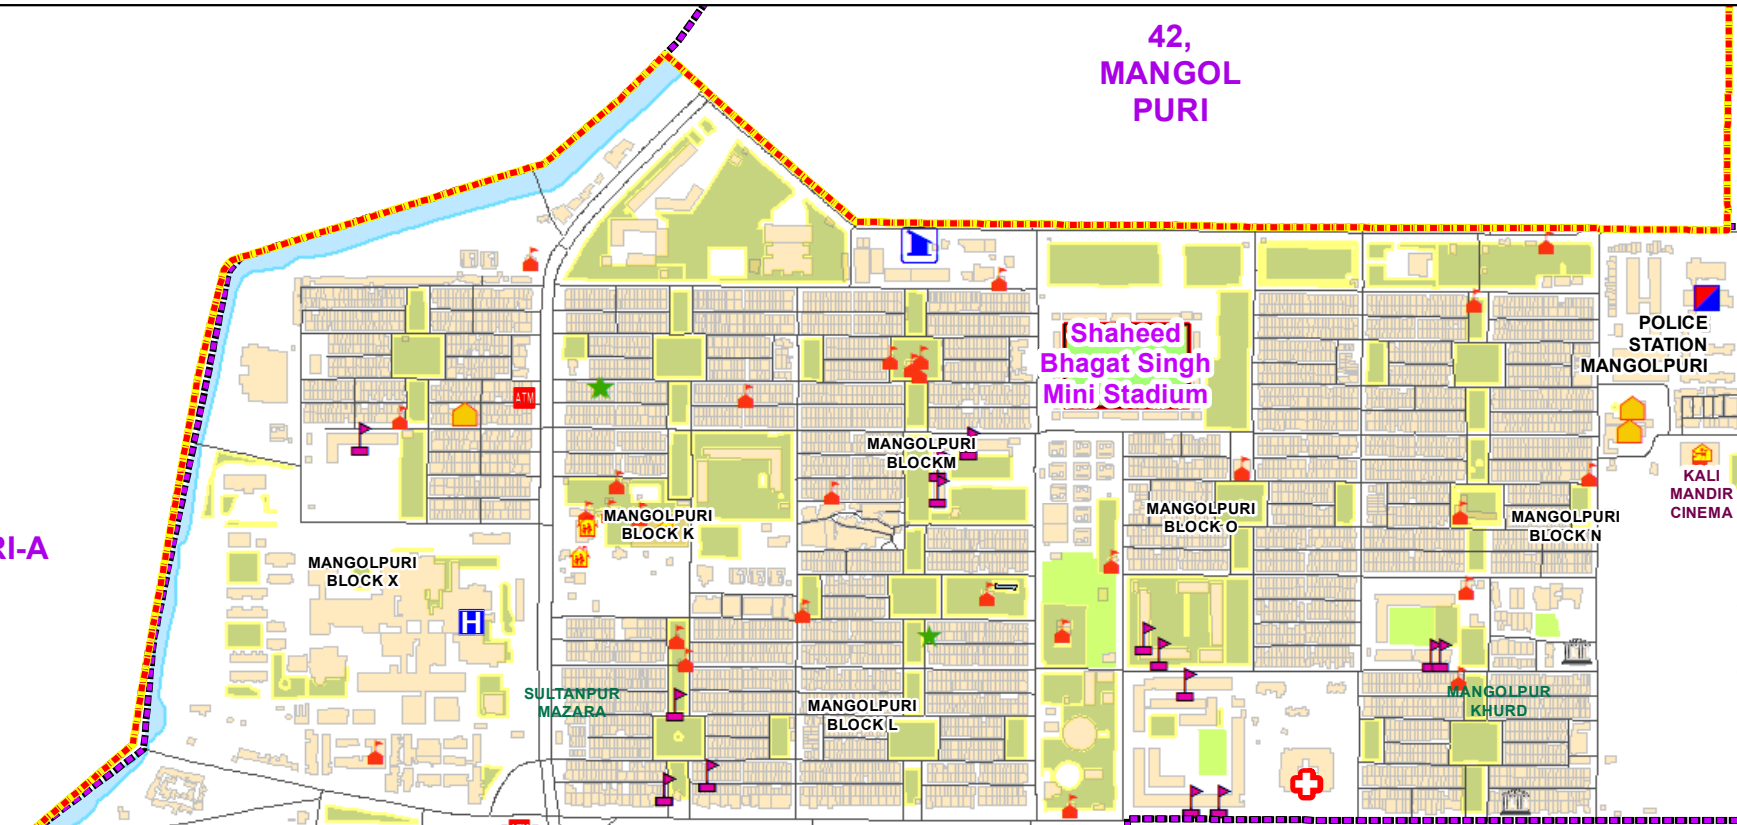 42,
MANGOL
PURI
Shaheed
Bhagat Singh
Mini Stadium
POLICE
STATION
MANGOLPURI
ATM
MANGOLPURI
BLOCKM
KALI
MANDIR
CINEMA
MANGOLPURI
BLOCK K
MANGOLPURI
BLOCK O
MANGOLPURI
BLOCK N
RI-A
MANGOLPURI
BLOCK X
H
SULTANPUR
MAZARA
MANGOLPURI
BLOCK L
MANGOLPUR
KHURD